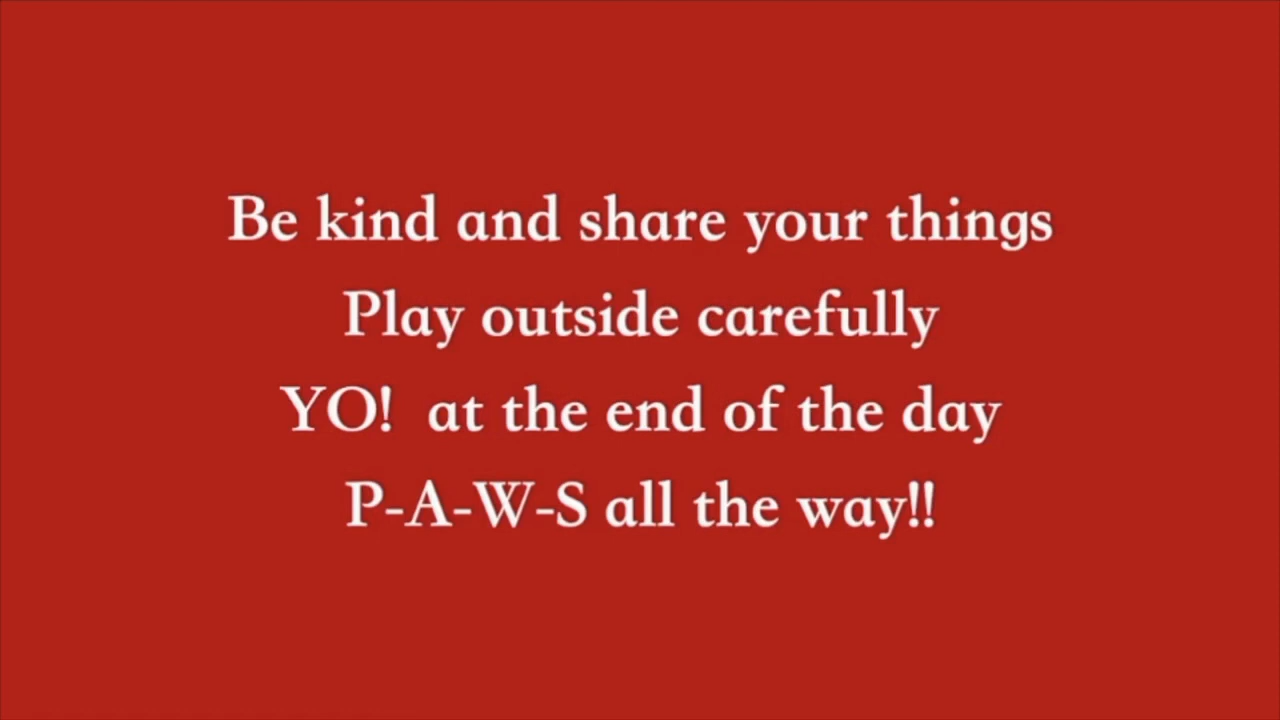 Be kind and share your things
Play outside carefully
YO!  at the end of the day
P-A-W-S all the way!!